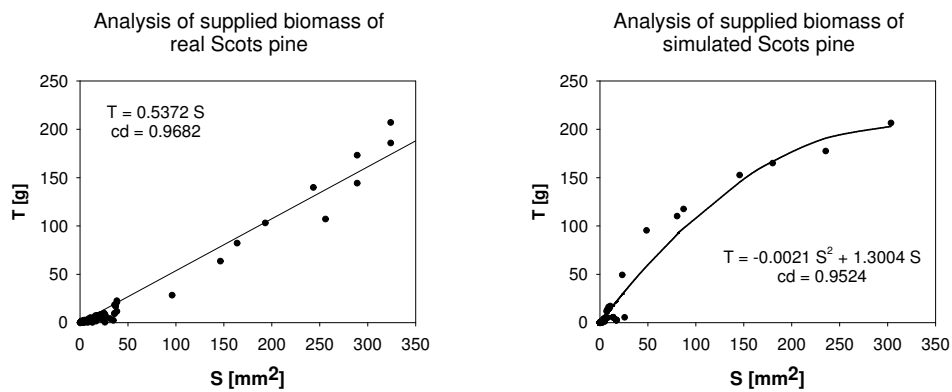 Analysis of supplied biomass of
real Scots pine
250
200
150
100
50
0
T [g]
T = 0.5372 S
cd = 0.9682
0 50 100 150 200 250 300 350
S [mm²]
Analysis of supplied biomass of
simulated Scots pine
250
200
150
100
50
0
T [g]
T = -0.0021 S² + 1.3004 S
cd = 0.9524
0 50 100 150 200 250 300 350
S [mm²]